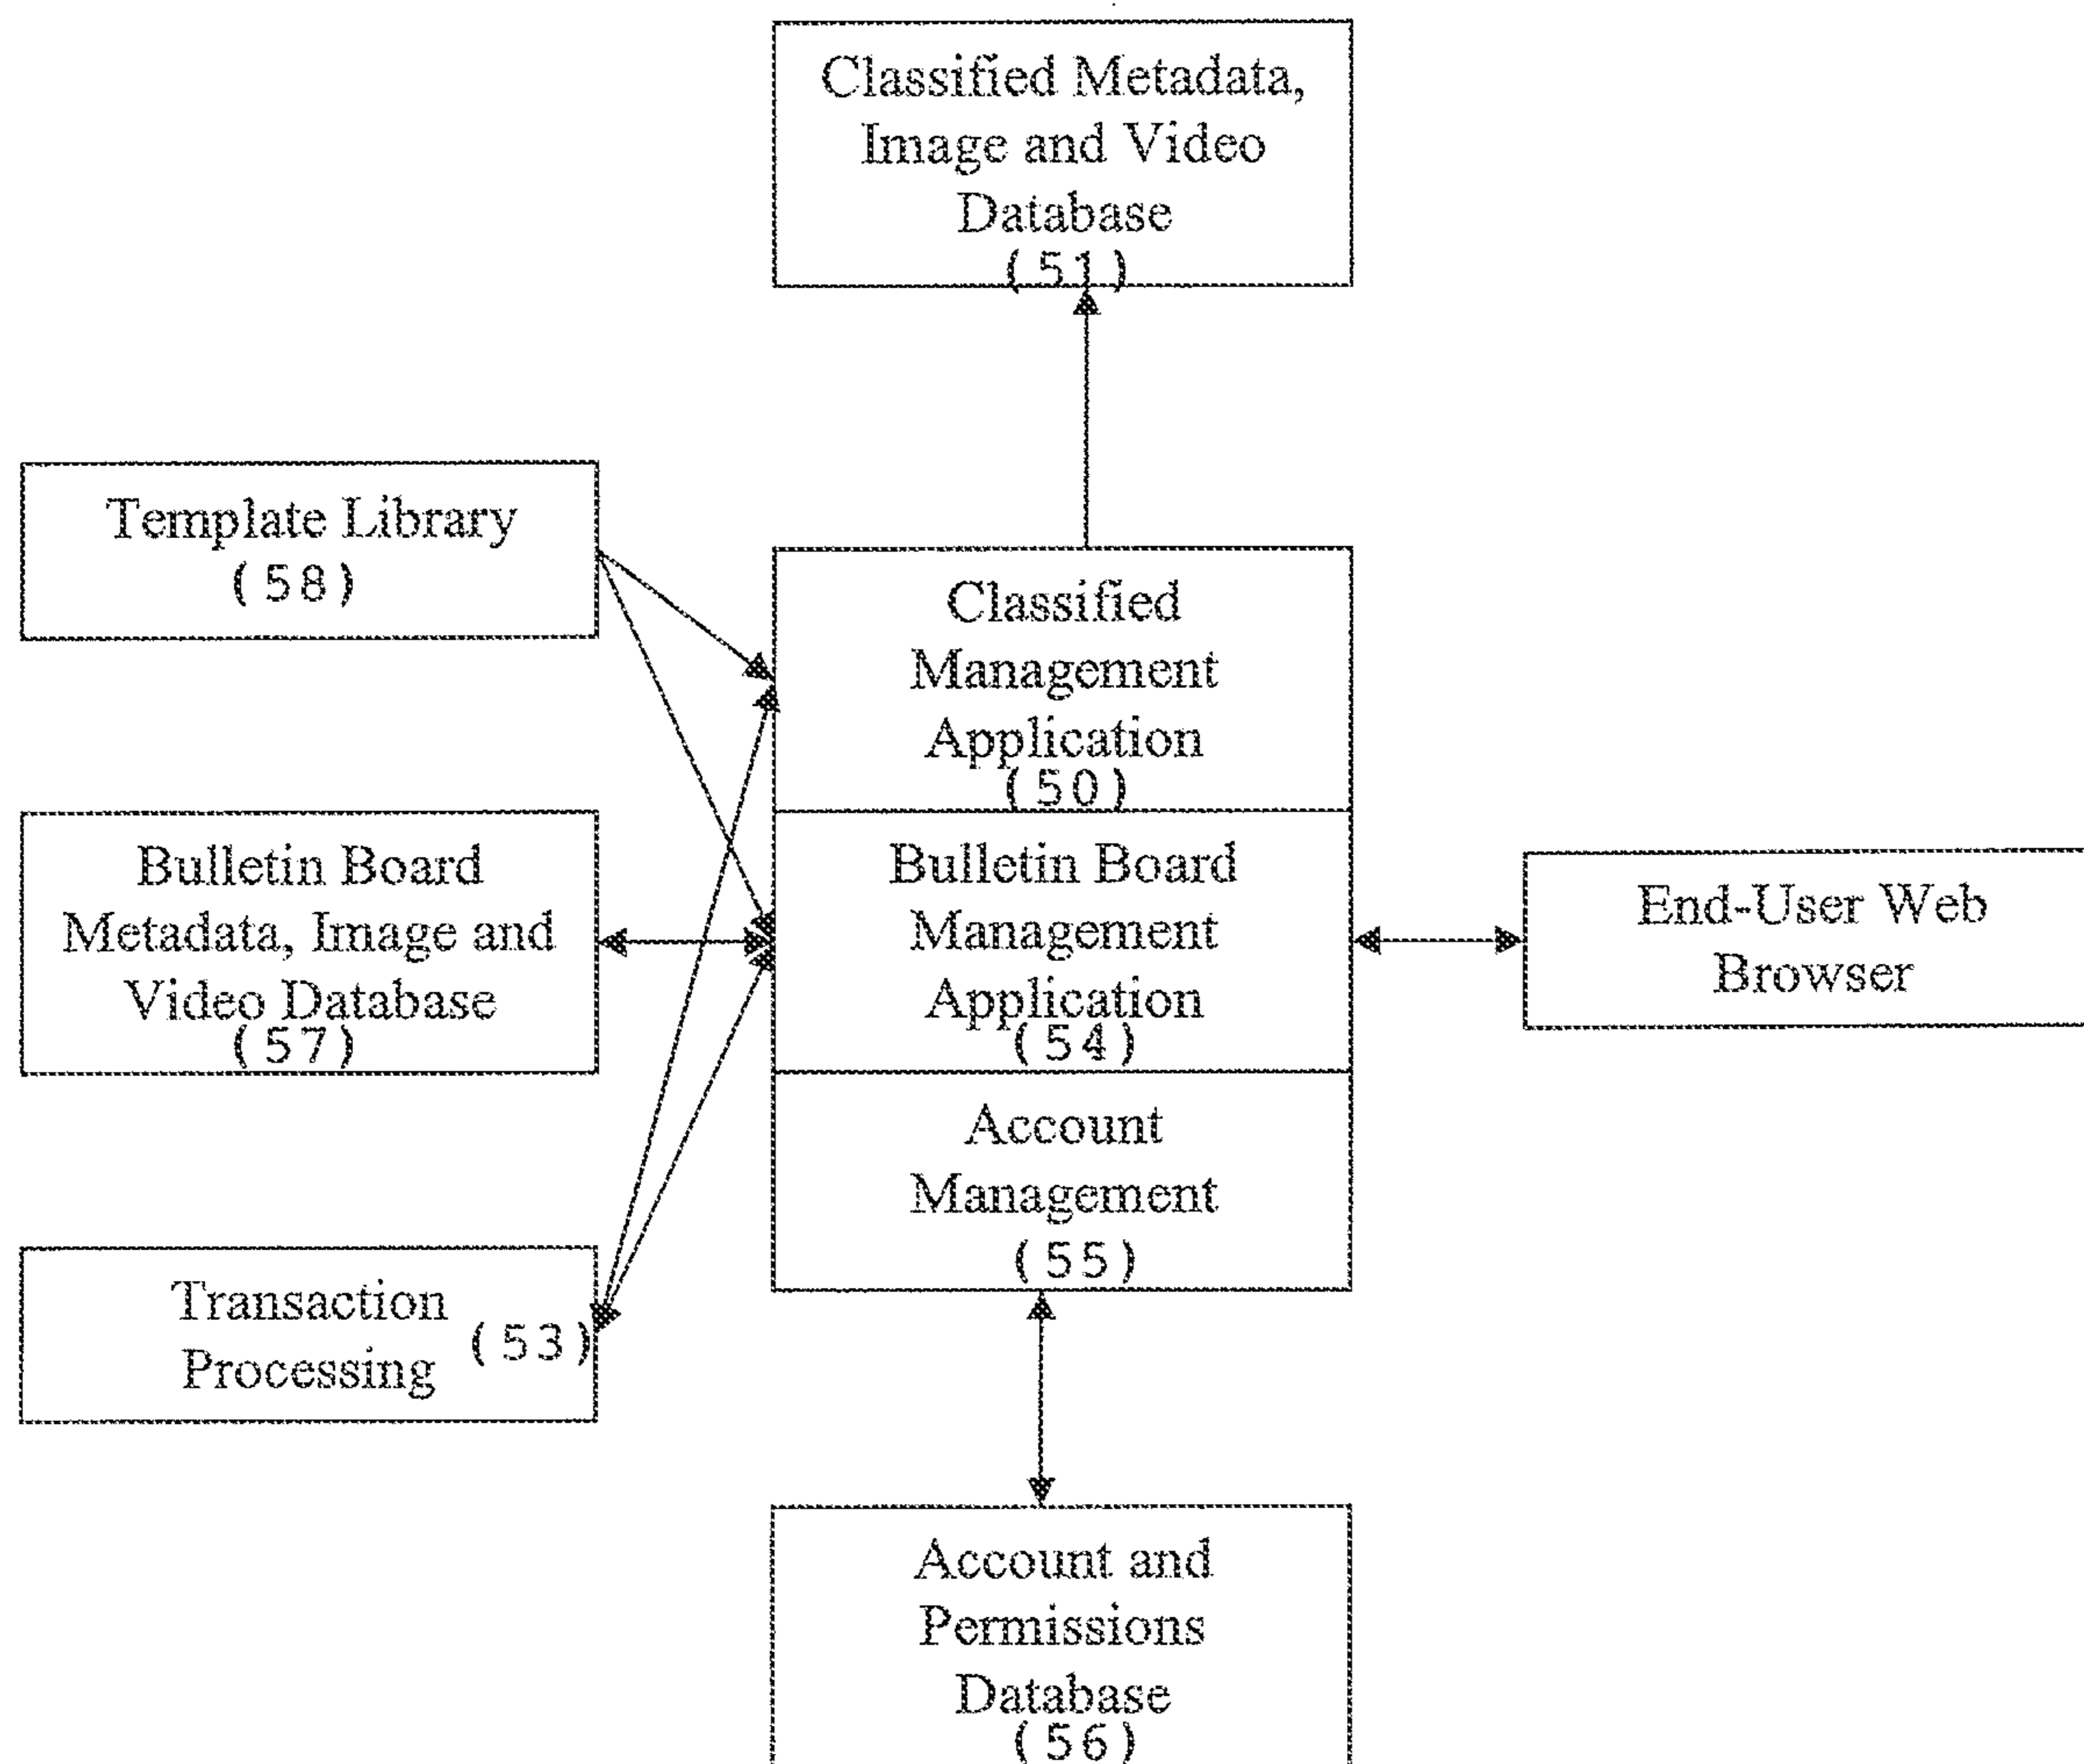 Classified Metadata,
Image and Video
Database
(51)
Template Library
(58)
Classified
Management
Application
(50)
Bulletin Board
Metadata, Image and
Video Database
(57)
Bulletin Board
Management
Application
(54)
End-User Web
Browser
Account
Management
(55)
Transaction
Processing
(53)
Account and
Permissions
Database
(56)